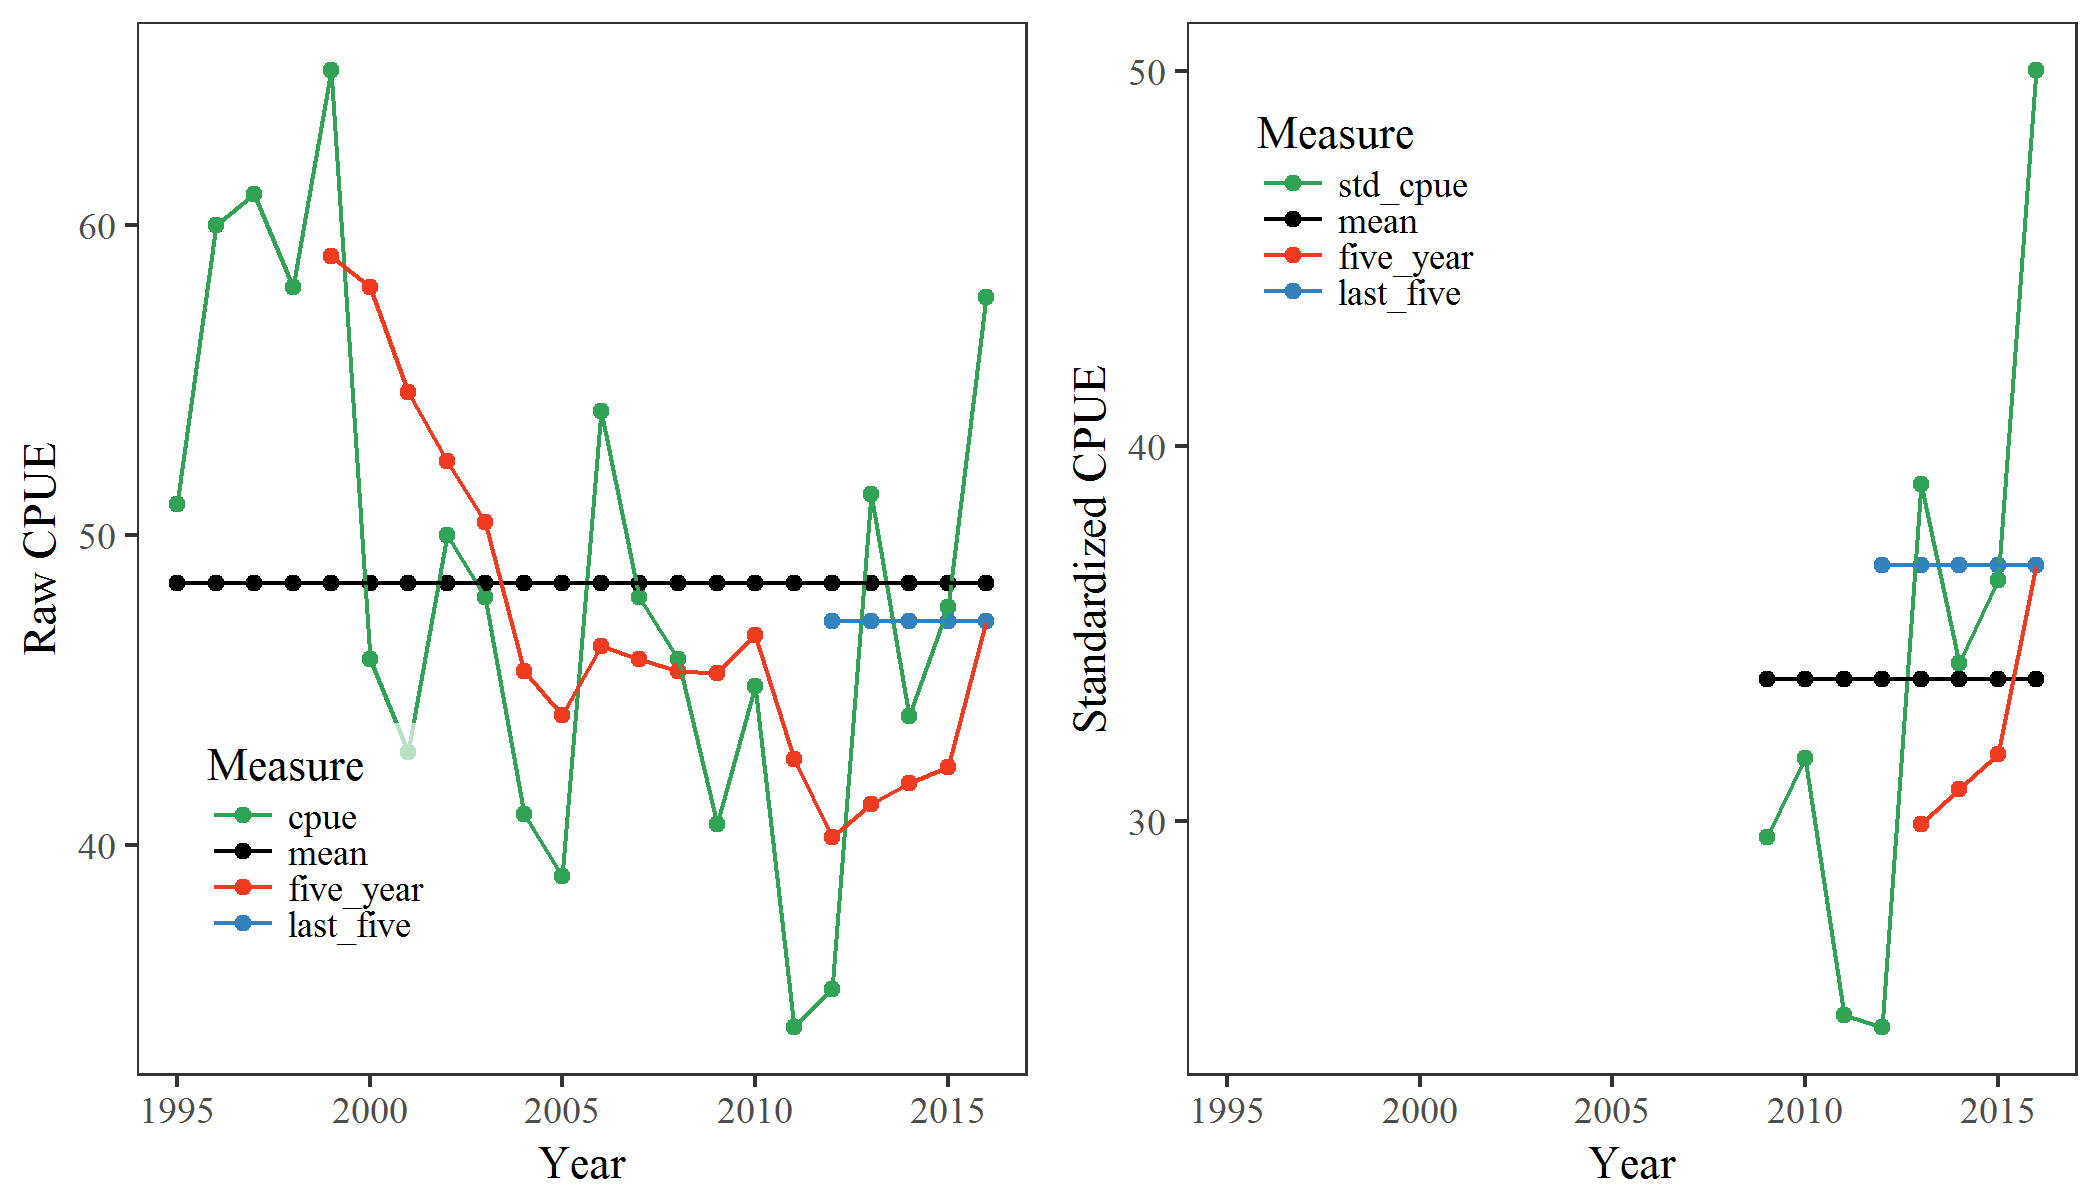 Raw CPUE
60
50
40
Measure
cpue
mean
five_year
last_five
1995 2000 2005 2010 2015
Year
Standardized CPUE
50
40
30
Measure
std_cpue
mean
five_year
last_five
1995 2000 2005 2010 2015
Year